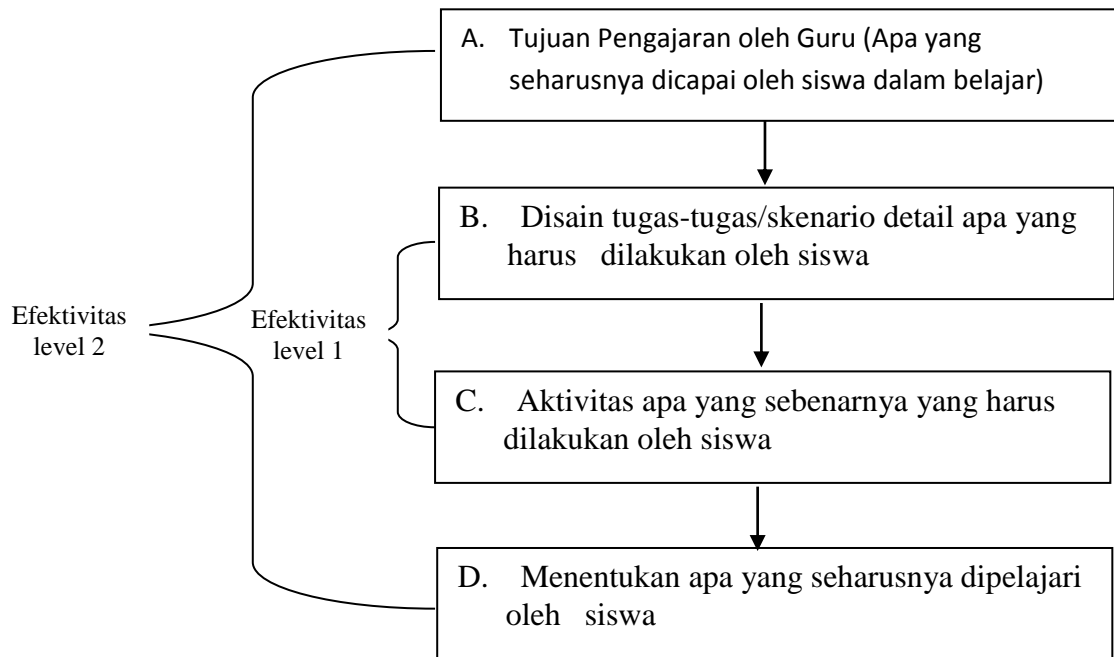 A. Tujuan Pengajaran oleh Guru (Apa yang
seharusnya dicapai oleh siswa dalam belajar)
B. Disain tugas-tugas/skenario detail apa yang
harus dilakukan oleh siswa
Efektivitas
level 2
Efektivitas
level 1
C. Aktivitas apa yang sebenarnya yang harus
dilakukan oleh siswa
D. Menentukan apa yang seharusnya dipelajari
oleh siswa